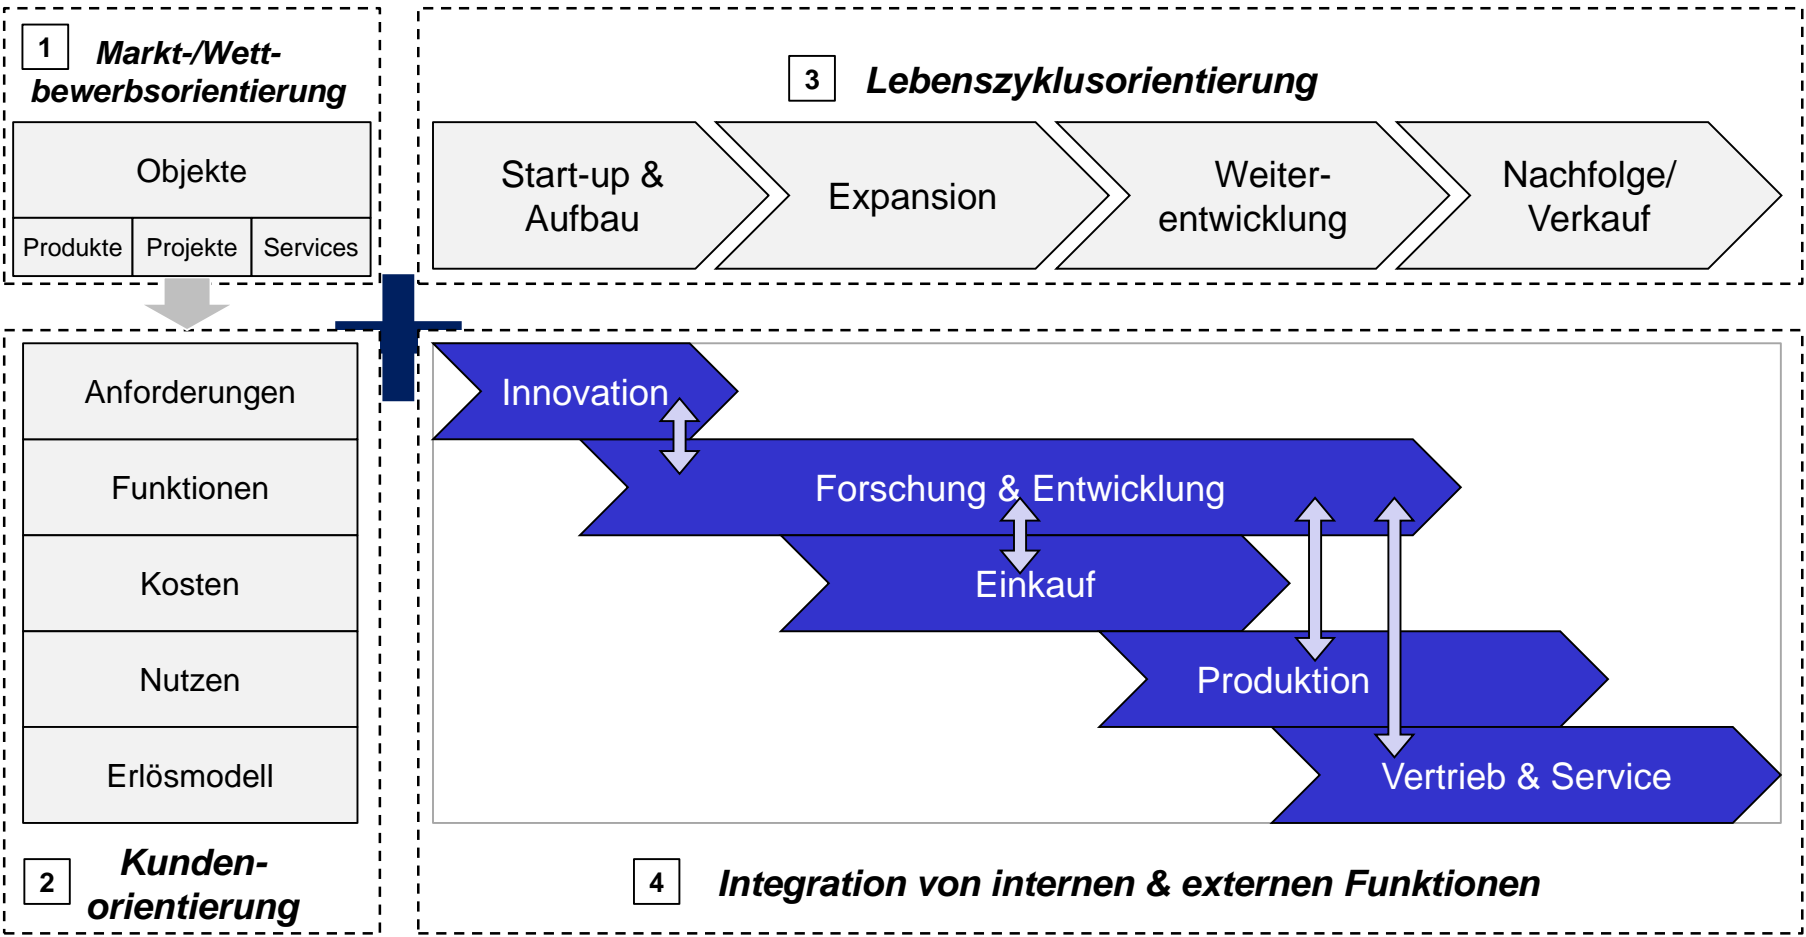 1
Markt-/Wett-
bewerbsorientierung
Objekte
Produkte
Projekte
Services
3
Lebenszyklusorientierung
Start-up &
Aufbau
Expansion
Weiter-
entwicklung
Nachfolge/
Verkauf
Anforderungen
Funktionen
Kosten
Nutzen
Erlösmodell
2
Kunden-
orientierung
Innovation
Forschung & Entwicklung
Einkauf
Produktion
Vertrieb & Service
4
Integration von internen & externen Funktionen